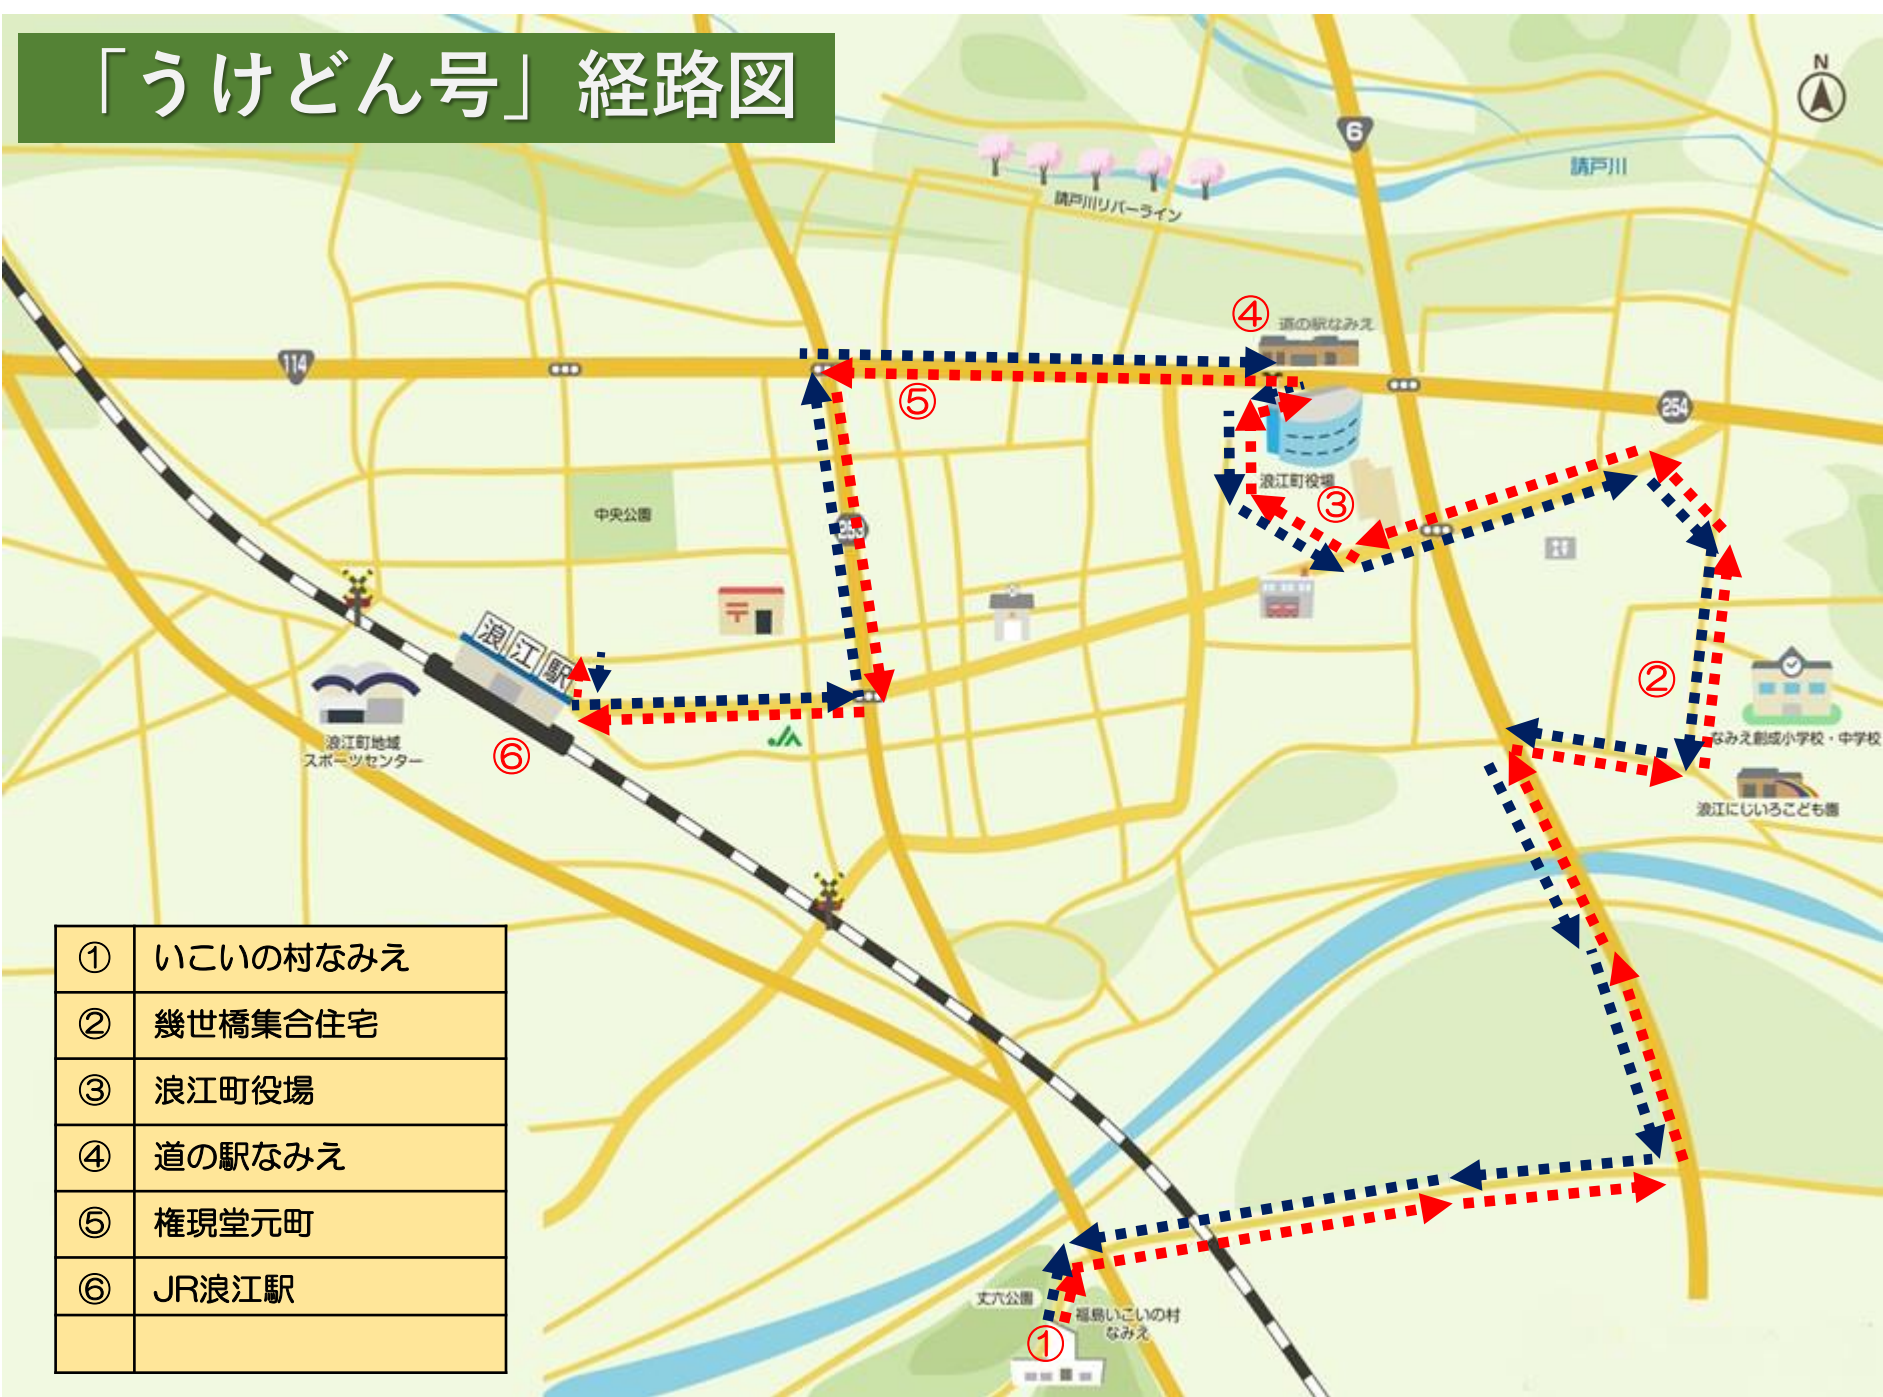 「うけどん号」経路図
N
6
請戸川
請戸川リバーライン
④
道の駅なみえ
114
⑤
254
浪江町役場
③
中央公園
253
浪江駅
②
なみえ創成小学校・中学校
浪江町地域
スポーツセンター
⑥
JA
浪江にじいろこども園
① いこいの村なみえ
② 幾世橋集合住宅
③ 浪江町役場
④ 道の駅なみえ
⑤ 権現堂元町
⑥ JR浪江駅
丈六公園
福島いこいの村
なみえ
①